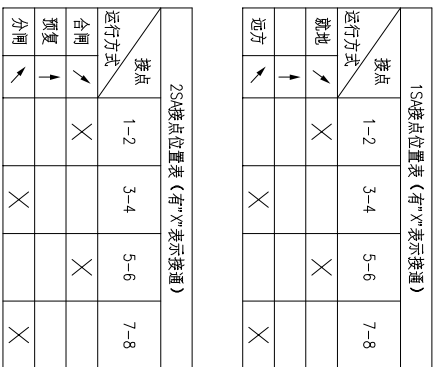 1SA接点位置表（有"X"表示接通）
接点
运行方式 1-2 3-4 5-6 7-8
就地 X X
远方 X X
2SA接点位置表（有"X"表示接通）
接点
运行方式 1-2 3-4 5-6 7-8
合闸 X X
预复
分闸 X X